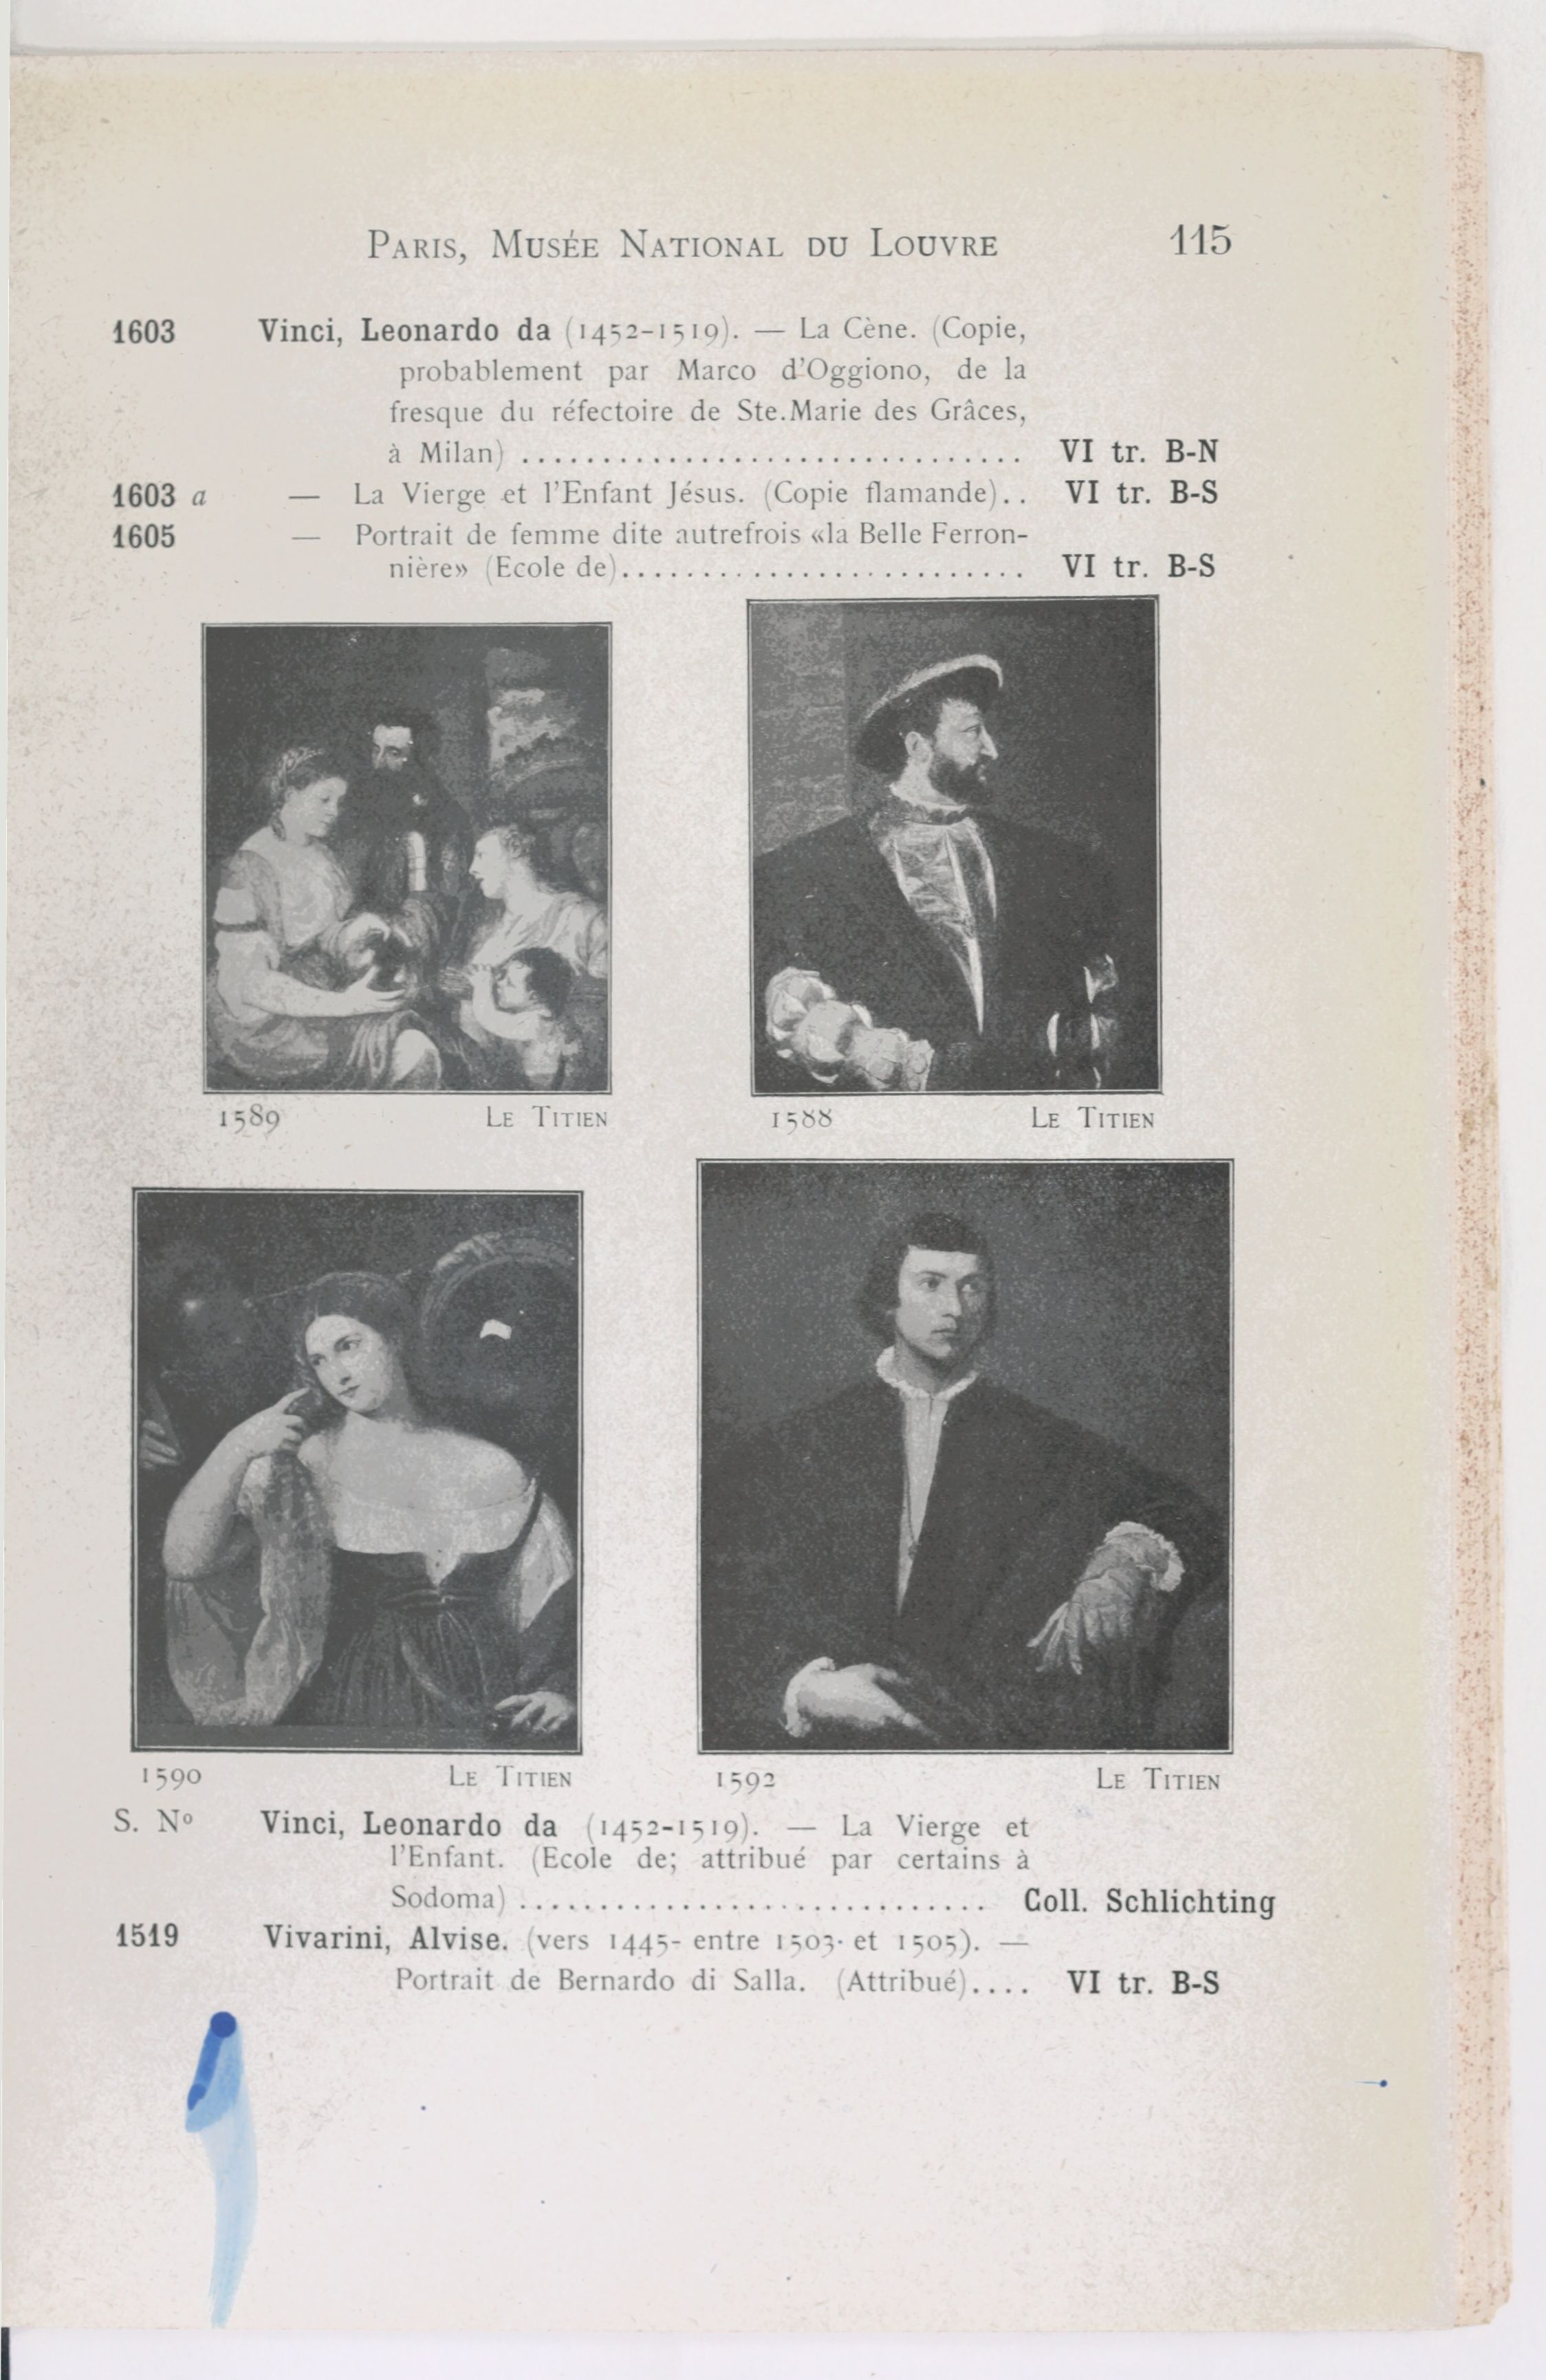 PARIS, MUSÉE NATIONAL DU LOUVRE 115
1603 Vinci, Leonardo da (1452-1519). — La Cène. (Copie,
probablement par Marco d'Oggiono, de la
fresque du réfectoire de Ste.Marie des Grâces,
à Milan) ................................ VI tr. B-N
1603 a — La Vierge et l'Enfant Jésus. (Copie flamande).. VI tr. B-S
1605 — Portrait de femme dite autrefrois «la Belle Ferron-
nière» (Ecole de).......................... VI tr. B-S
1589 LE TITIEN
1588 LE TITIEN
1590 LE TITIEN
1592 LE TITIEN
S. Nº Vinci, Leonardo da (1452-1519). — La Vierge et
l'Enfant. (Ecole de; attribué par certains à
Sodoma) .............................. Coll. Schlichting
1519 Vivarini, Alvise. (vers 1445- entre 1503· et 1505). —
Portrait de Bernardo di Salla. (Attribué).... VI tr. B-S